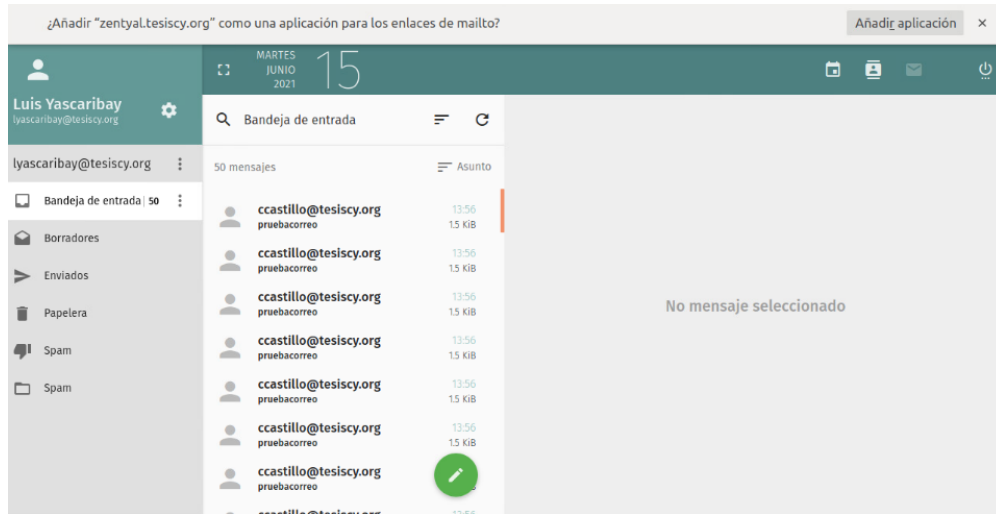 ¿Añadir "zentyal.tesiscy.org" como una aplicación para los enlaces de mailto?
Añadir aplicación
×
MARTES
JUNIO
2021
15
Luis Yascaribay
lyascaribay@tesiscy.org
lyascaribay@tesiscy.org
Bandeja de entrada | 50
Borradores
Enviados
Papelera
Spam
Spam
Bandeja de entrada
50 mensajes
Asunto
ccastillo@tesiscy.org 13:56
pruebacorreo 1.5 KiB
ccastillo@tesiscy.org 13:56
pruebacorreo 1.5 KiB
ccastillo@tesiscy.org 13:56
pruebacorreo 1.5 KiB
ccastillo@tesiscy.org 13:56
pruebacorreo 1.5 KiB
ccastillo@tesiscy.org 13:56
pruebacorreo 1.5 KiB
ccastillo@tesiscy.org 13:56
pruebacorreo 1.5 KiB
ccastillo@tesiscy.org
pruebacorreo
No mensaje seleccionado